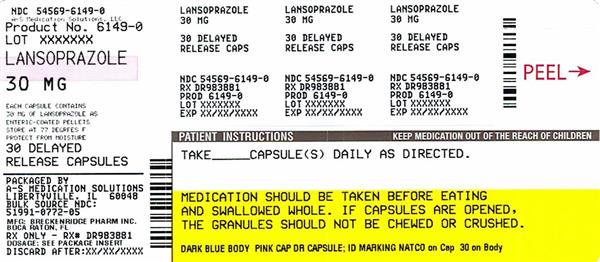 NDC 54569-6149-0
A-S Medication Solutions, LLC
Product No. 6149-0
LOT XXXXXXX
LANSOPRAZOLE
30 MG
EACH CAPSULE CONTAINS
30 MG OF LANSOPRAZOLE AS
ENTERIC-COATED PELLETS
STORE AT 77 DEGREES F
PROTECT FROM MOISTURE
30 DELAYED
RELEASE CAPSULES
PACKAGED BY
A-S MEDICATION SOLUTIONS
LIBERTYVILLE, IL 60048
BULK SOURCE NDC:
51991-0772-05
MFG: BRECKENRIDGE PHARM INC.
BOCA RATON, FL
RX ONLY - RX# DR983881
DOSAGE: SEE PACKAGE INSERT
DISCARD AFTER:XX/XX/XXXX
LANSOPRAZOLE
30 MG
30 DELAYED
RELEASE CAPS
NDC 54569-6149-0
RX DR983881
PROD 6149-0
LOT XXXXXXX
EXP XX/XX/XXXX
LANSOPRAZOLE
30 MG
30 DELAYED
RELEASE CAPS
NDC 54569-6149-0
RX DR983881
PROD 6149-0
LOT XXXXXXX
EXP XX/XX/XXXX
LANSOPRAZOLE
30 MG
30 DELAYED
RELEASE CAPS
NDC 54569-6149-0
RX DR983881
PROD 6149-0
LOT XXXXXXX
EXP XX/XX/XXXX
PEEL→
PATIENT INSTRUCTIONS KEEP MEDICATION OUT OF THE REACH OF CHILDREN
TAKE_____CAPSULE(S) DAILY AS DIRECTED.
MEDICATION SHOULD BE TAKEN BEFORE EATING
AND SWALLOWED WHOLE. IF CAPSULES ARE OPENED,
THE GRANULES SHOULD NOT BE CHEWED OR CRUSHED.
DARK BLUE BODY PINK CAP DR CAPSULE; ID MARKING NATCO on Cap 30 on Body